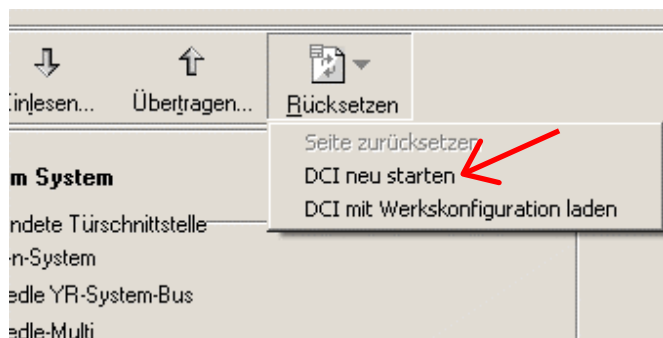 Übertragen...
Rücksetzen
Seite zurücksetzen
DCI neu starten
DCI mit Werkskonfiguration laden
m System
ndete Türschnittstelle
n-System
edle YR-System-Bus
edle-Multi